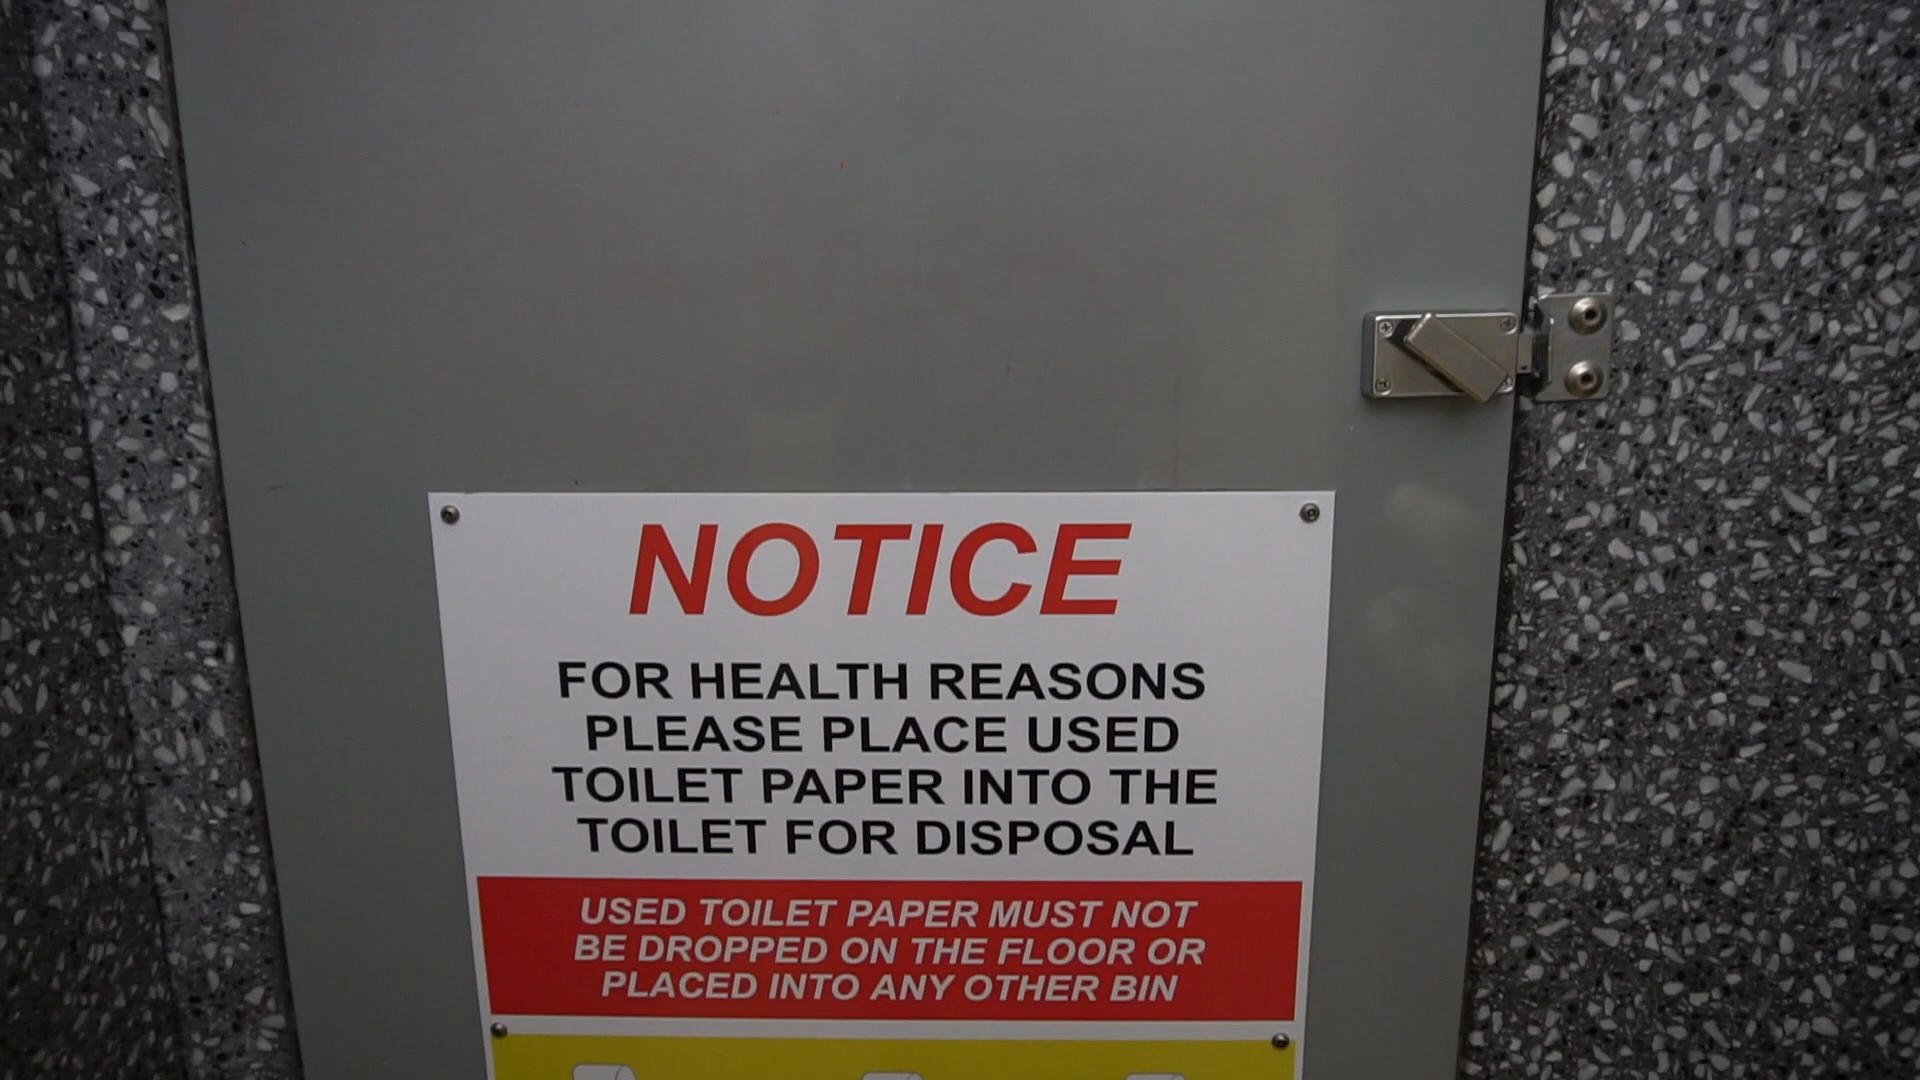 NOTICE
FOR HEALTH REASONS
PLEASE PLACE USED
TOILET PAPER INTO THE
TOILET FOR DISPOSAL
USED TOILET PAPER MUST NOT
BE DROPPED ON THE FLOOR OR
PLACED INTO ANY OTHER BIN